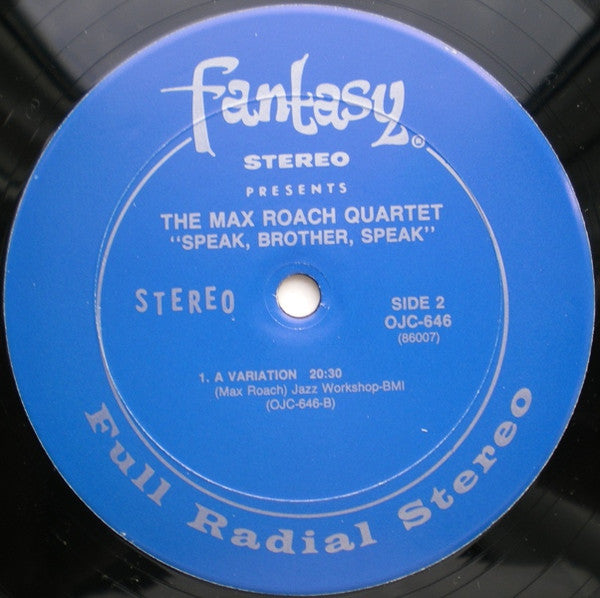 fantasy
©
STEREO
PRESENTS
THE MAX ROACH QUARTET
"SPEAK, BROTHER, SPEAK"
STEREO
SIDE 2
OJC-646
(86007)
1. A VARIATION 20:30
(Max Roach) Jazz Workshop-BMI
(OJC-646-B)
Full Radial Stereo